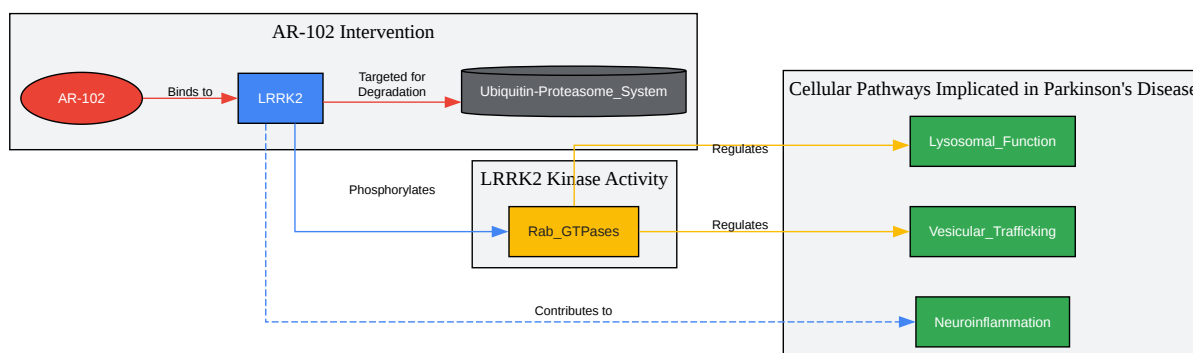 AR-102 Intervention
AR-102
Binds to
LRRK2
Targeted for
Degradation
Ubiquitin-Proteasome_System
Cellular Pathways Implicated in Parkinson's Disease
Lysosomal_Function
Regulates
Phosphorylates
LRRK2 Kinase Activity
Rab_GTPases
Regulates
Vesicular_Trafficking
Contributes to
Neuroinflammation